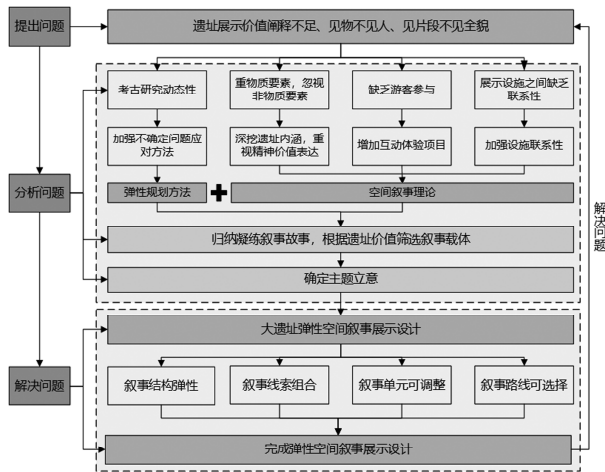 提出问题
遗址展示价值阐释不足、见物不见人、见片段不见全貌
考古研究动态性
重物质要素，忽视
非物质要素
缺乏游客参与
展示设施之间缺乏
联系性
加强不确定问题应
对方法
深挖遗址内涵，重
视精神价值表达
增加互动体验项目
加强设施联系性
分析问题
弹性规划方法
空间叙事理论
归纳凝练叙事故事，根据遗址价值筛选叙事载体
确定主题立意
解决问题
大遗址弹性空间叙事展示设计
解决问题
叙事结构弹性
叙事线索组合
叙事单元可调整
叙事路线可选择
完成弹性空间叙事展示设计